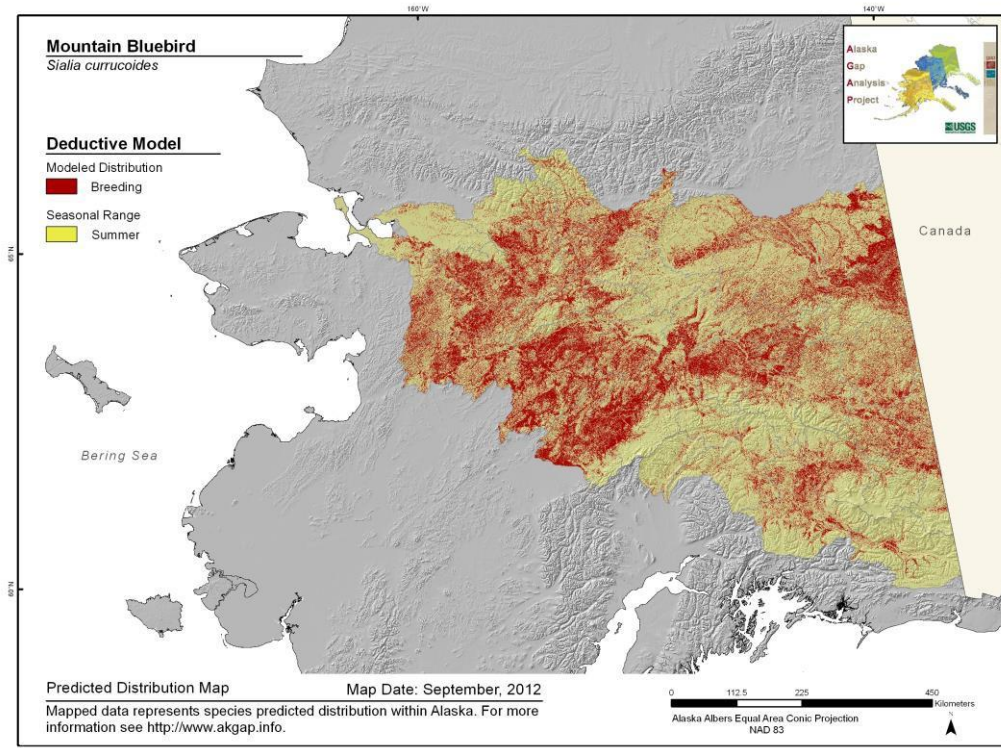 160°W
140°W
Mountain Bluebird
Sialia currucoides
Alaska
Gap
Analysis
Project
USGS
Deductive Model
Modeled Distribution
Breeding
Seasonal Range
Summer
Canada
65°N
Bering Sea
60°N
Predicted Distribution Map
Map Date: September, 2012
Mapped data represents species predicted distribution within Alaska. For more
information see http://www.akgap.info.
0 112.5 225 450
Kilometers
Alaska Albers Equal Area Conic Projection
NAD 83
N